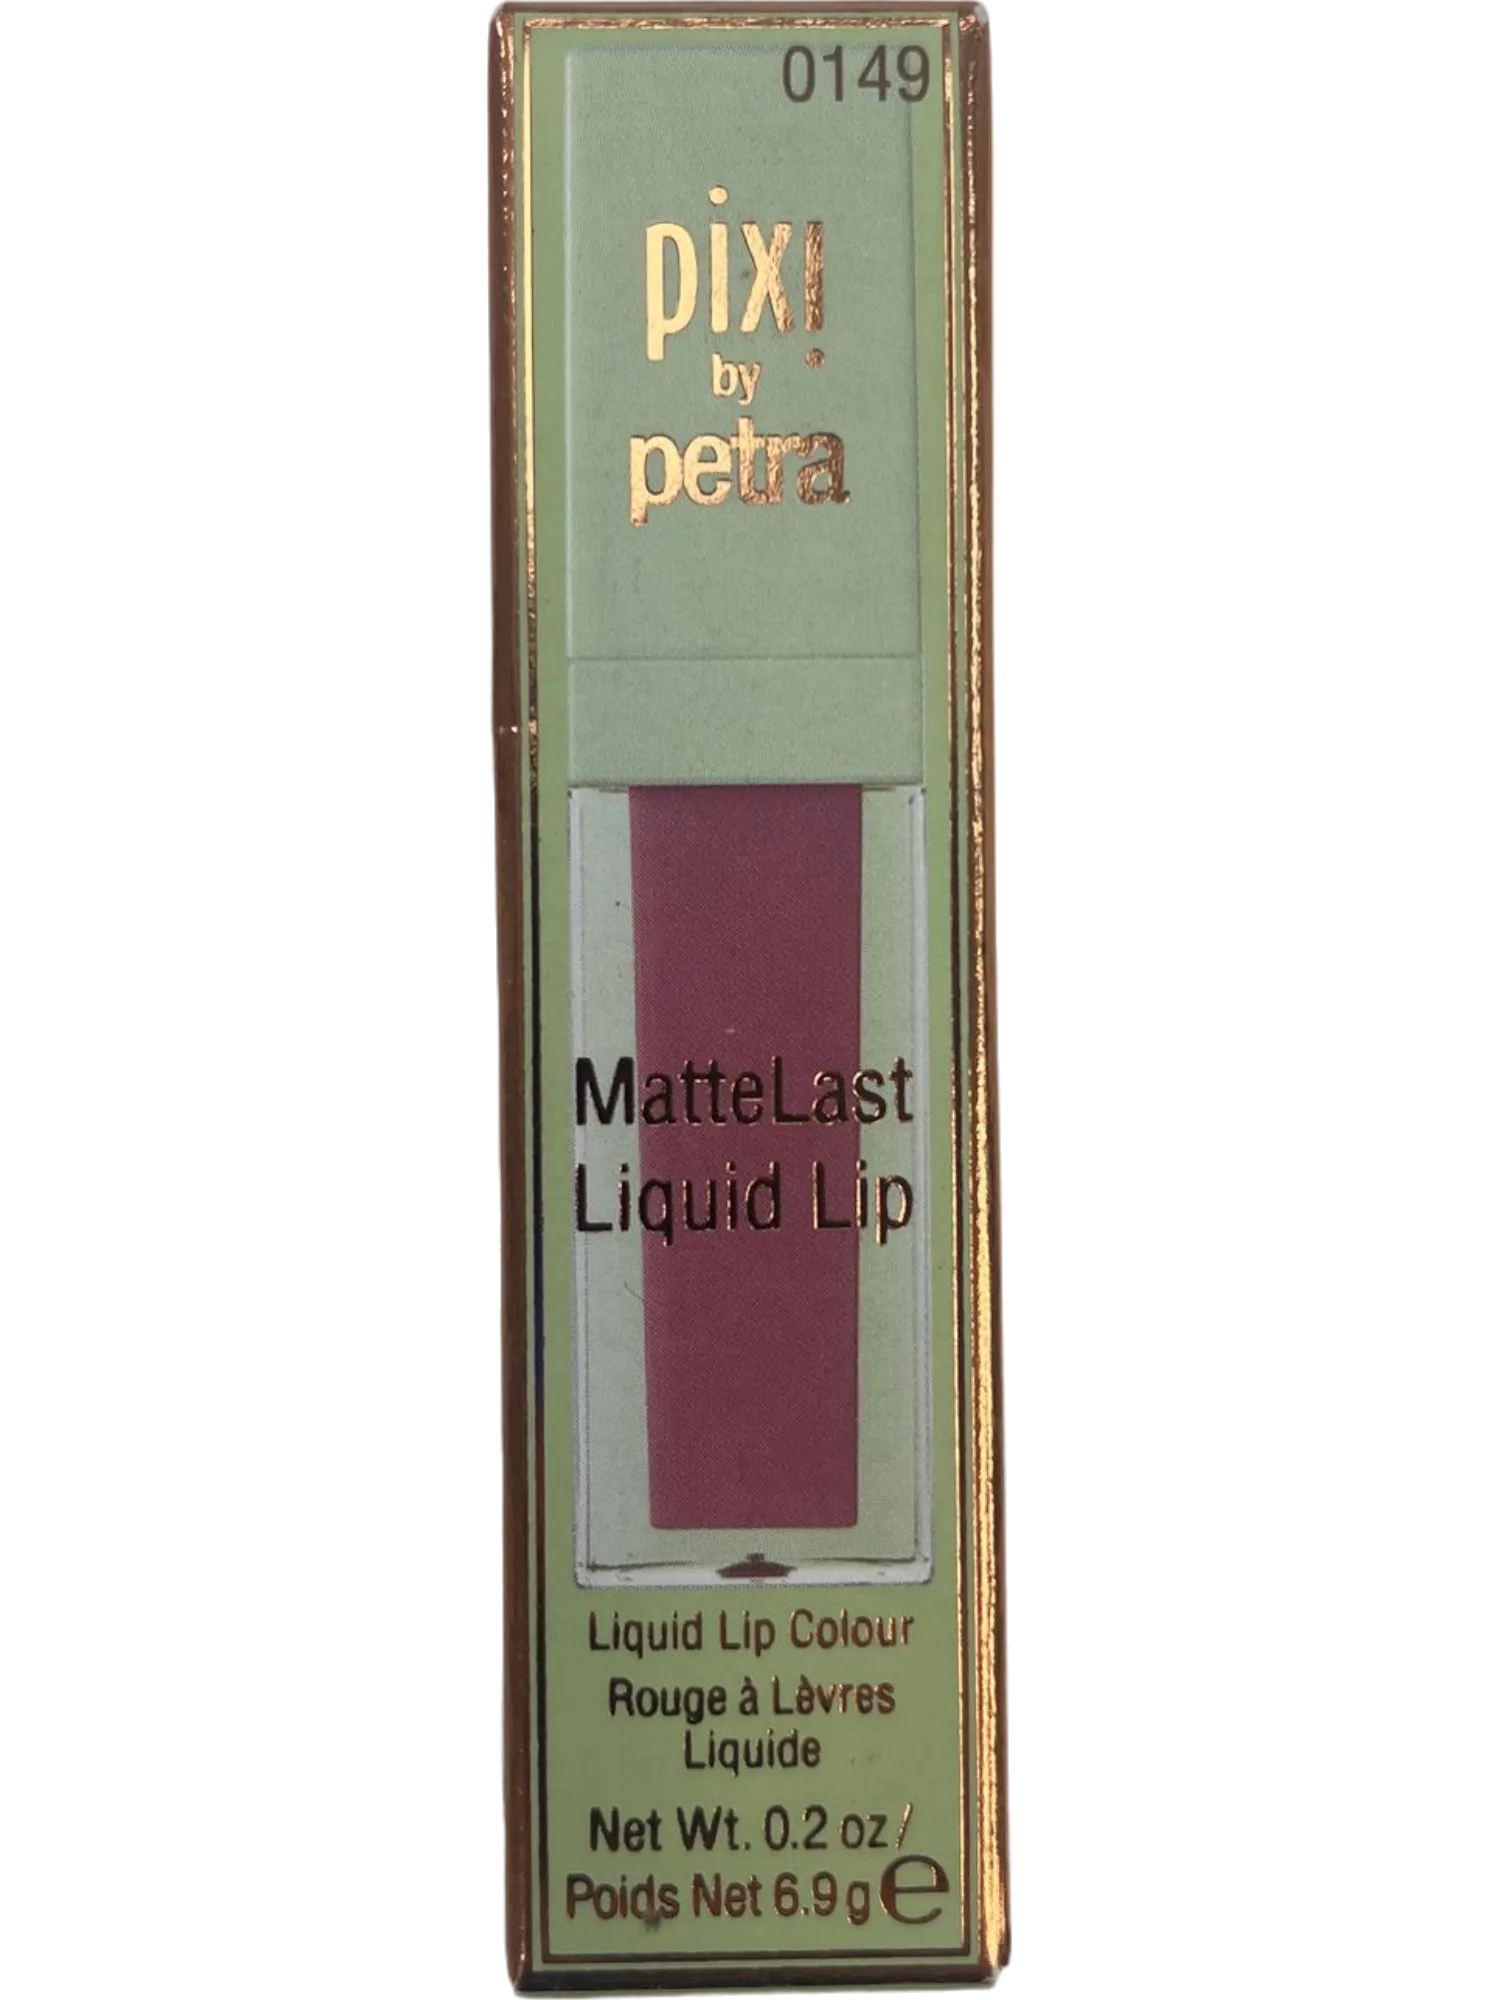 0149
pixi
by
petra
MatteLast
Liquid Lip
Liquid Lip Colour
Rouge à Lèvres
Liquide
Net Wt. 0.2 oz/
Poids Net 6.9 g e